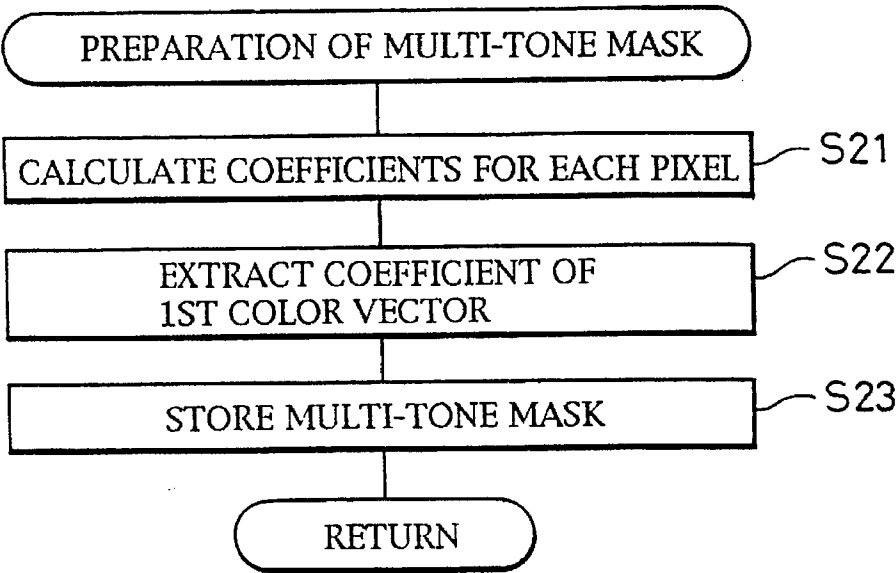 PREPARATION OF MULTI-TONE MASK
CALCULATE COEFFICIENTS FOR EACH PIXEL
S21
EXTRACT COEFFICIENT OF
1ST COLOR VECTOR
S22
STORE MULTI-TONE MASK
S23
RETURN